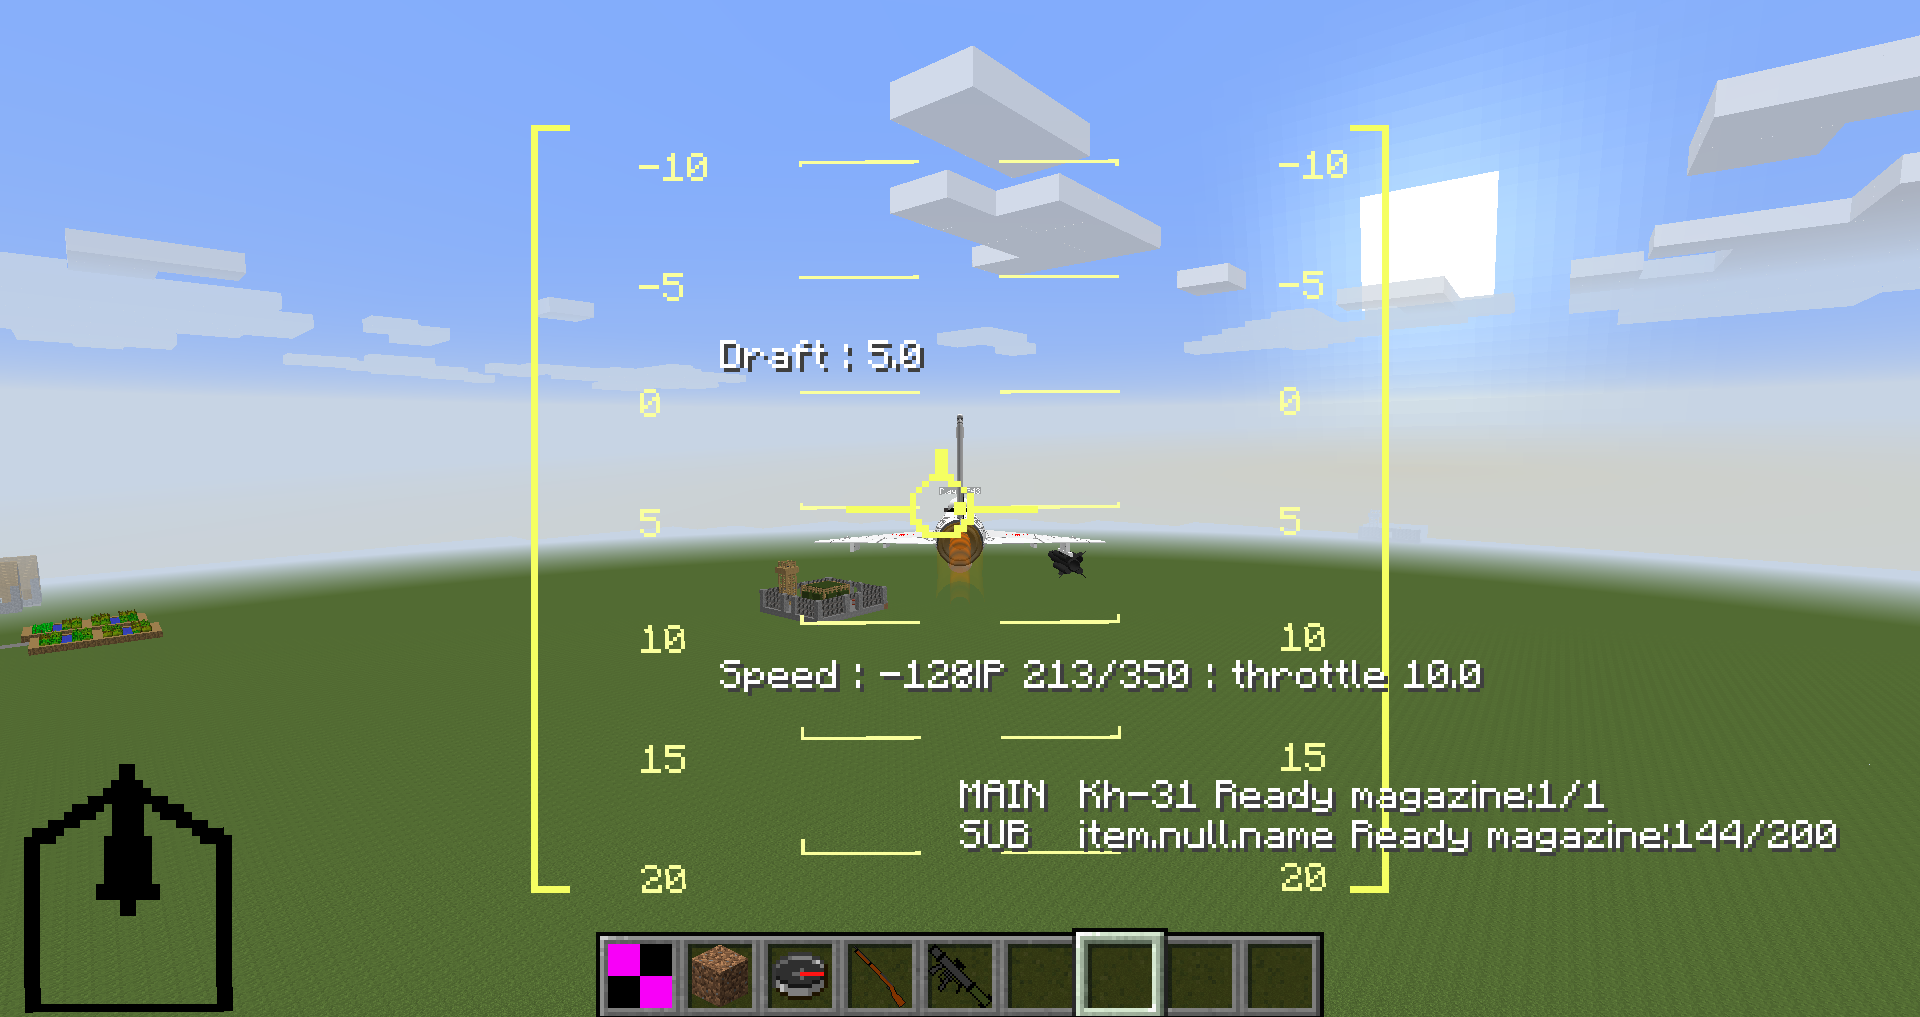 -10 -10
-5 -5
Draft : 5.0
0 0
5 5
10 10
Speed : -128IP 213/350 : throttle 10.0
15 15
MAIN Kh-31 Ready magazine:1/1
SUB item.null.name Ready magazine:144/200
20 20